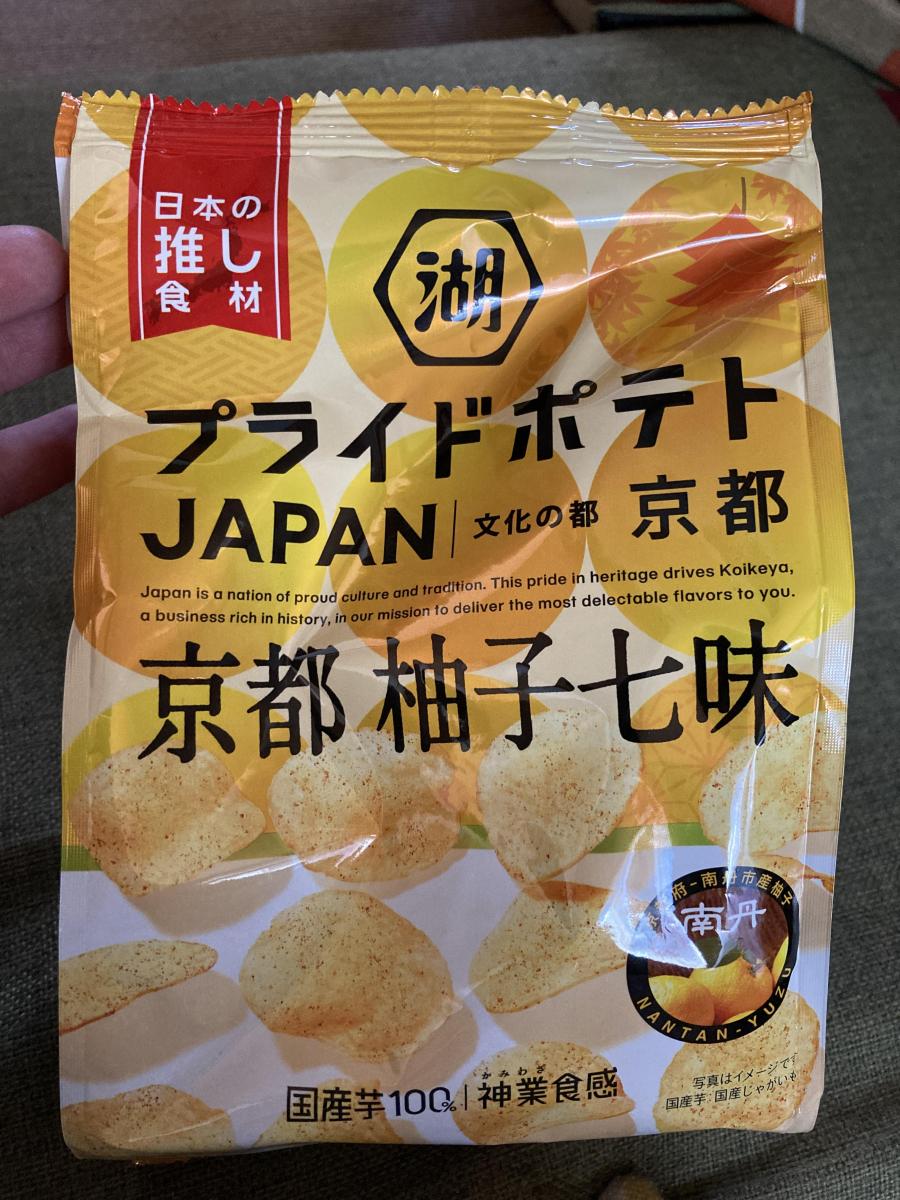 日本の
推し
食材
湖
プライドポテト
JAPAN 文化の都 京都
Japan is a nation of proud culture and tradition. This pride in heritage drives Koikeya,
a business rich in history, in our mission to deliver the most delectable flavors to you.
京都 柚子七味
府-南丹市産柚子
南丹
NANTAN-YUZU
かみわざ
国産芋100% 神業食感
写真はイメージです
国産芋:国産じゃがいも